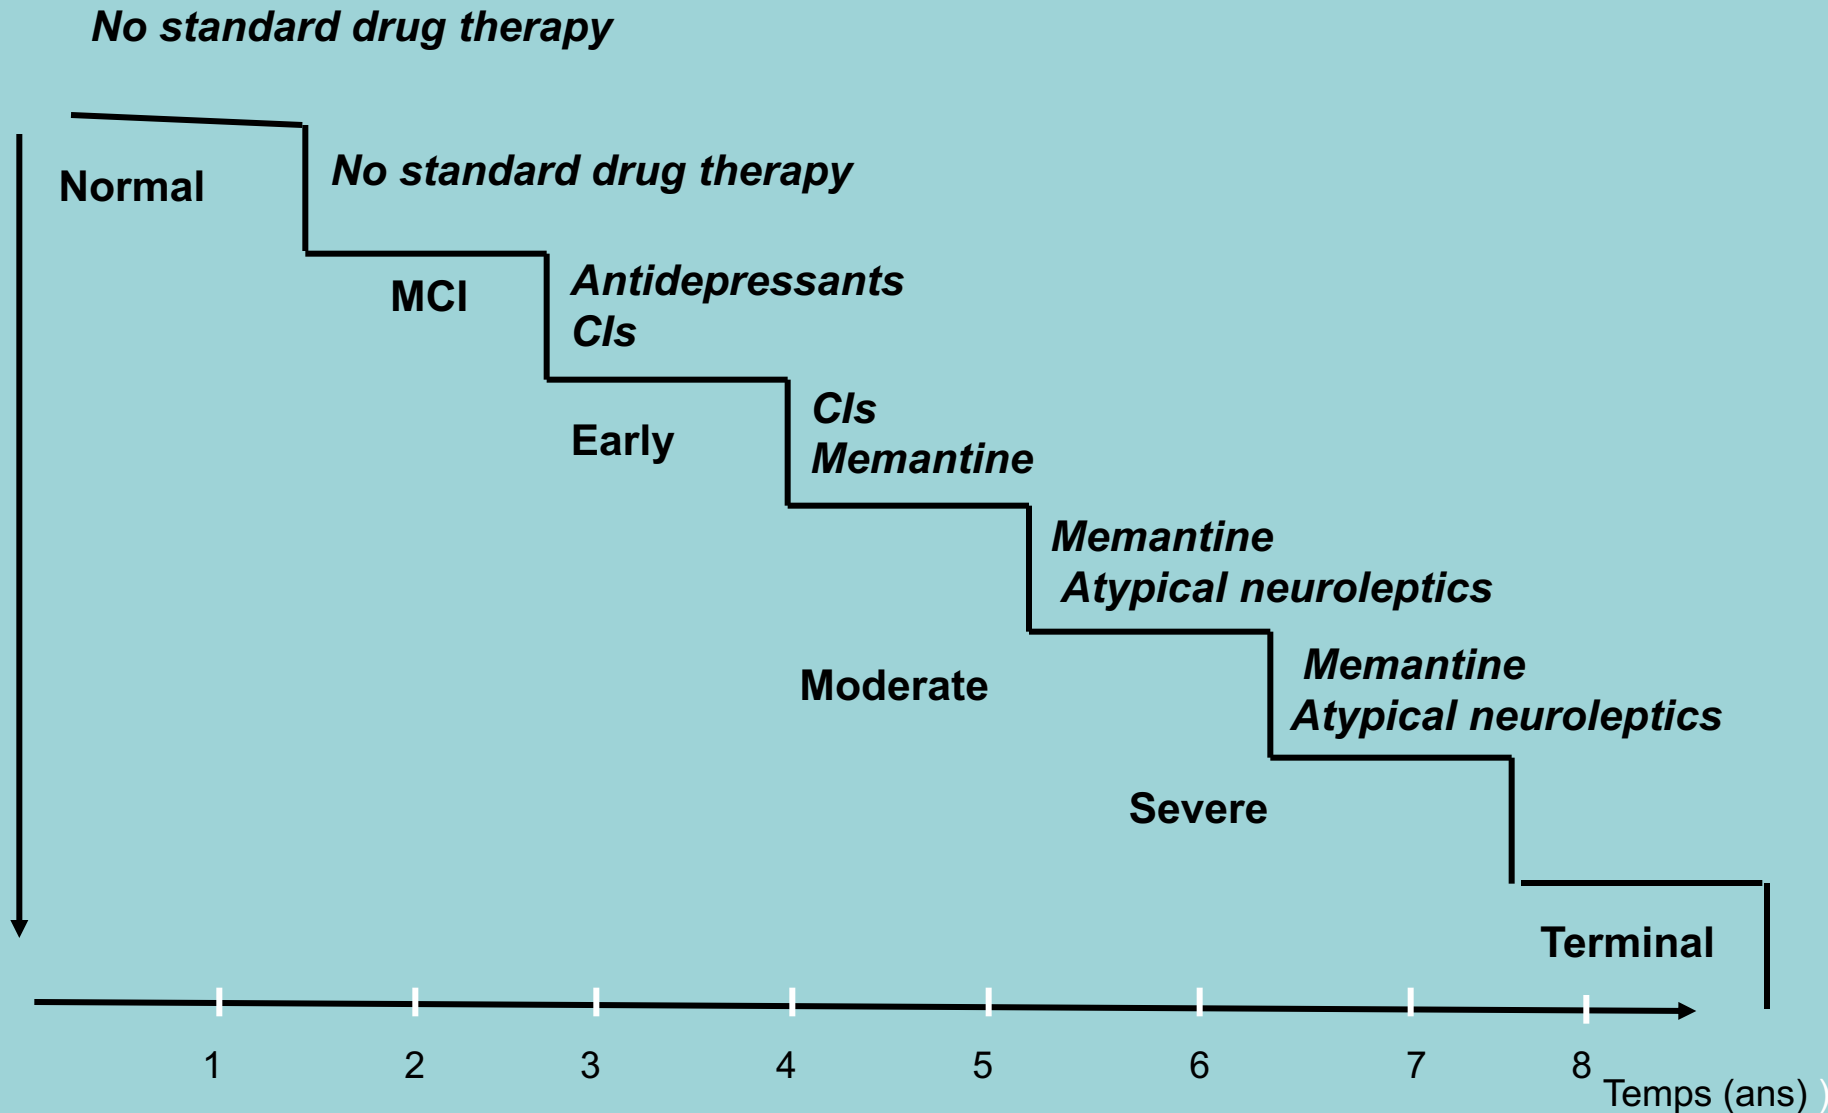 No standard drug therapy
Normal
No standard drug therapy
MCI
Antidepressants
CIs
Early
CIs
Memantine
Memantine
Atypical neuroleptics
Moderate
Memantine
Atypical neuroleptics
Severe
Terminal
1 2 3 4 5 6 7 8
Temps (ans) )